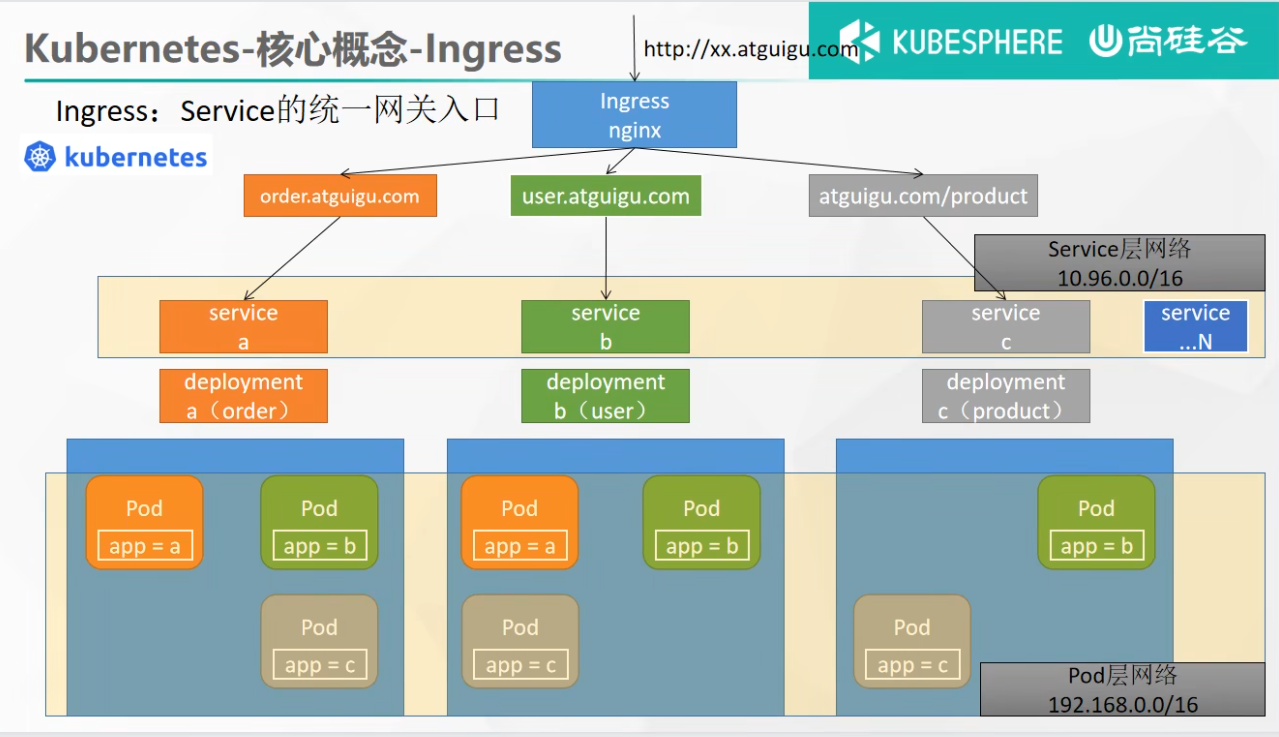 Kubernetes-核心概念-Ingress
http://xx.atguigu.com
KUBESPHERE
尚硅谷
Ingress：Service的统一网关入口
kubernetes
Ingress
nginx
order.atguigu.com
user.atguigu.com
atguigu.com/product
Service层网络
10.96.0.0/16
service
a
service
b
service
c
service
...N
deployment
a（order）
deployment
b（user）
deployment
c（product）
Pod
app = a
Pod
app = b
Pod
app = a
Pod
app = b
Pod
app = b
Pod
app = c
Pod
app = c
Pod
app = c
Pod层网络
192.168.0.0/16